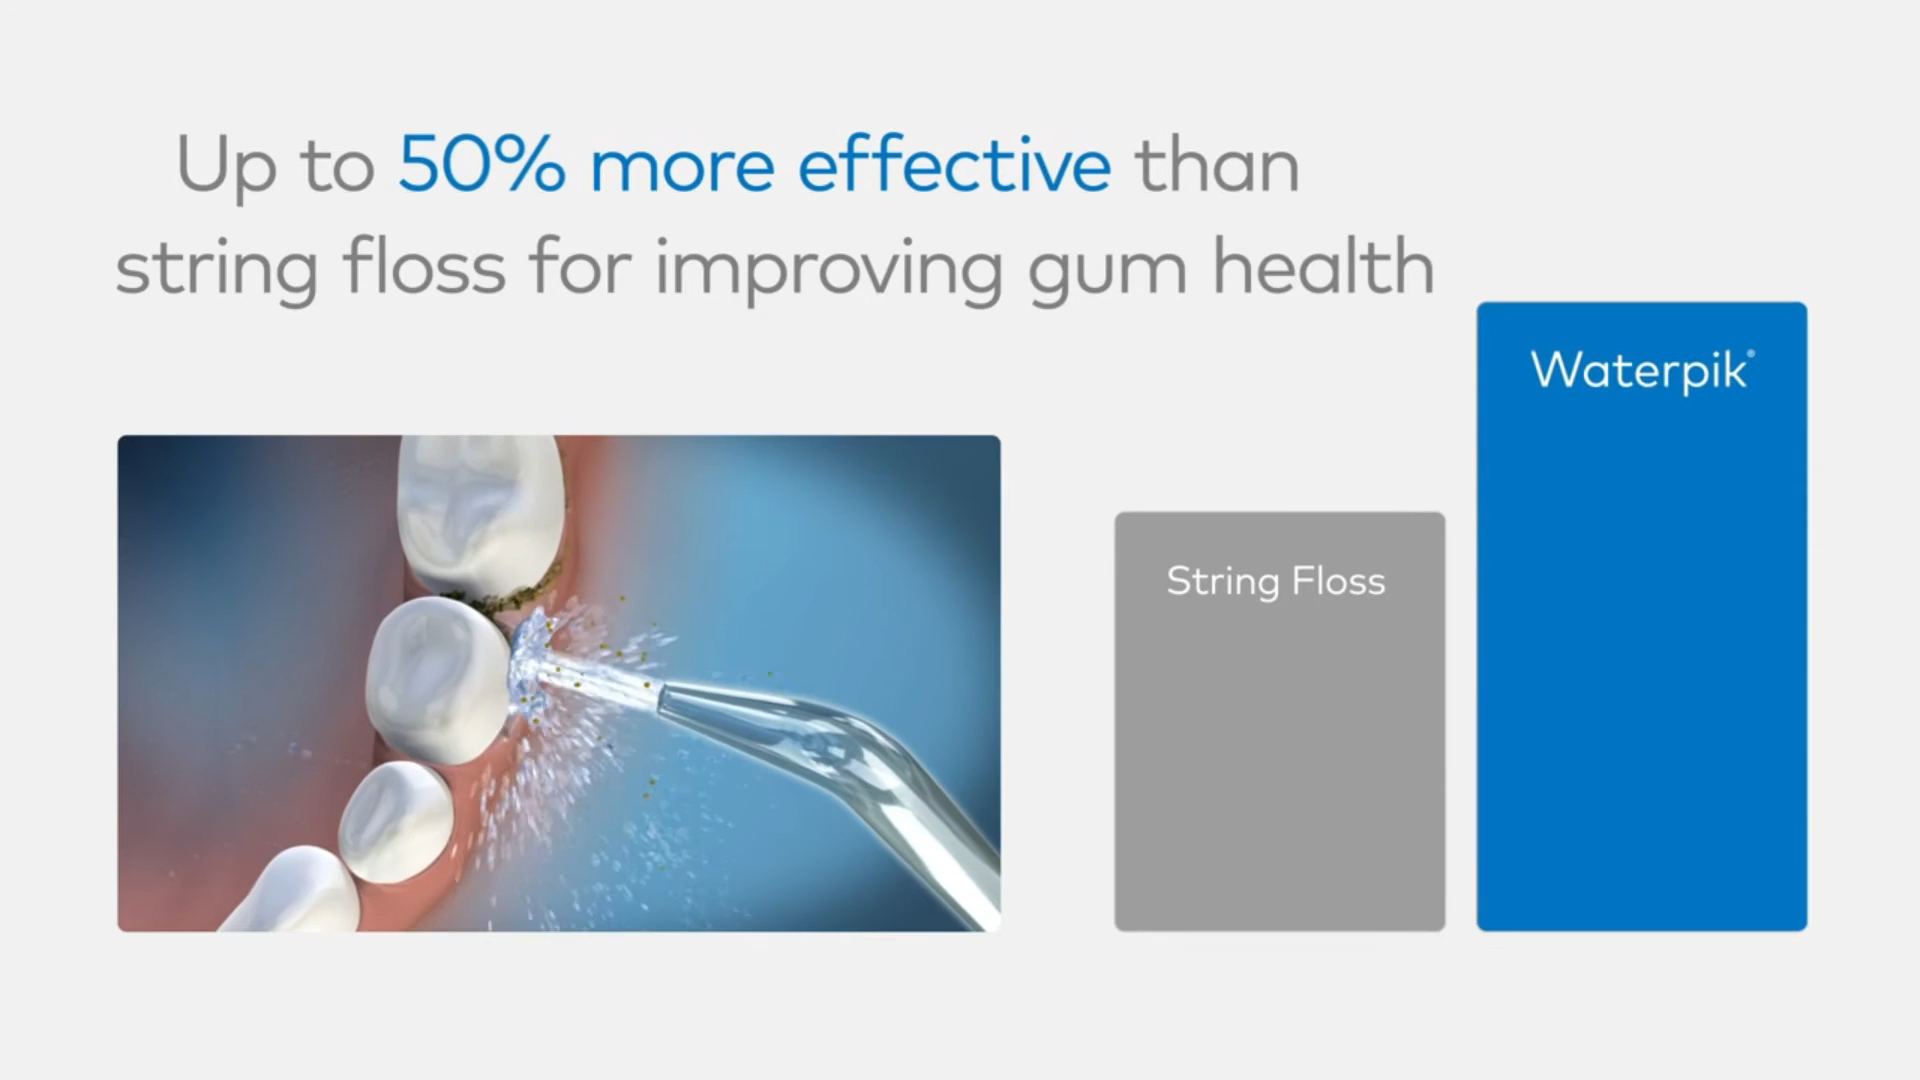 Up to 50% more effective than
string floss for improving gum health
Waterpik®
String Floss